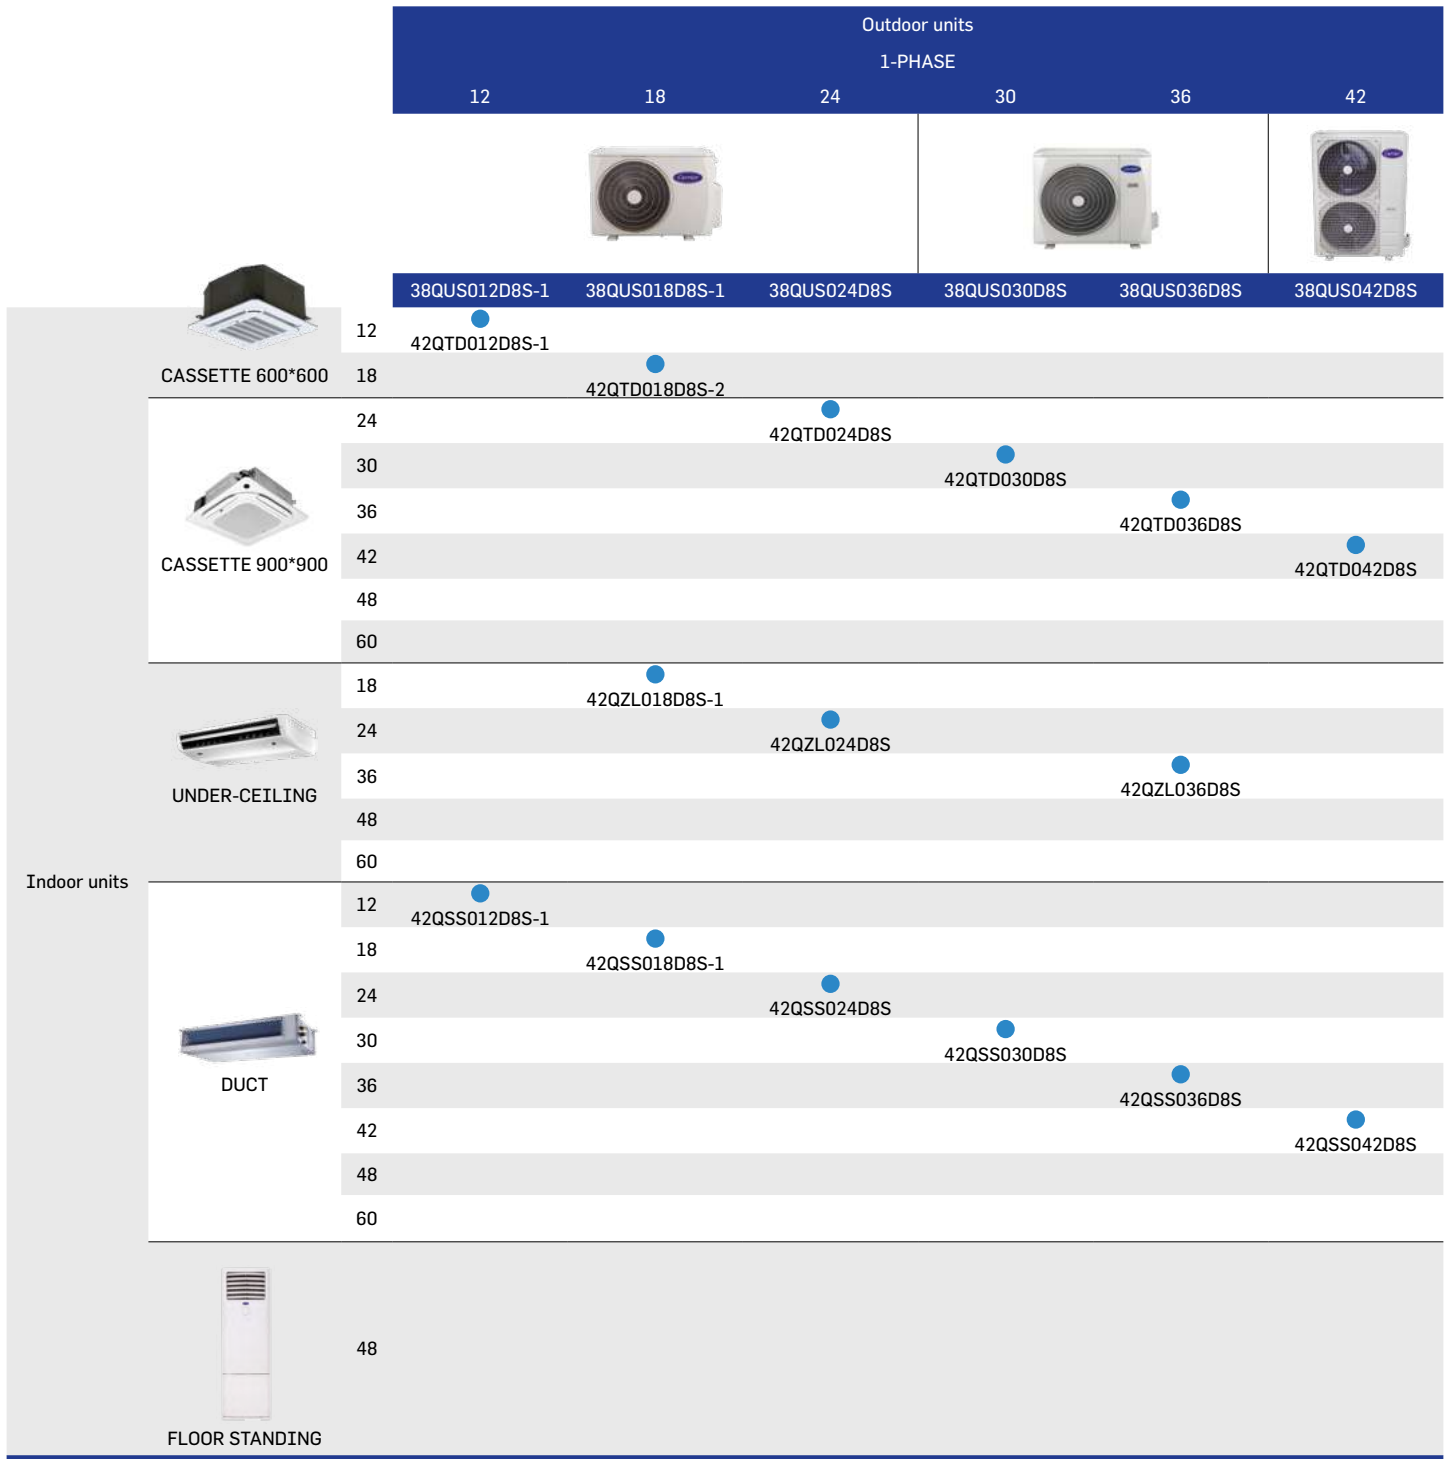 Outdoor units
1-PHASE
12 18 24 30 36 42
Carrier Carrier Carrier
38QUS012D8S-1 38QUS018D8S-1 38QUS024D8S 38QUS030D8S 38QUS036D8S 38QUS042D8S
12
42QTD012D8S-1
CASSETTE 600*600 18
42QTD018D8S-2
24
42QTD024D8S
30
42QTD030D8S
36
42QTD036D8S
CASSETTE 900*900 42
42QTD042D8S
48
60
18
42QZL018D8S-1
24
42QZL024D8S
36
42QZL036D8S
UNDER-CEILING
48
60
Indoor units
12
42QSS012D8S-1
18
42QSS018D8S-1
24
42QSS024D8S
30
42QSS030D8S
DUCT 36
42QSS036D8S
42
42QSS042D8S
48
60
48
FLOOR STANDING